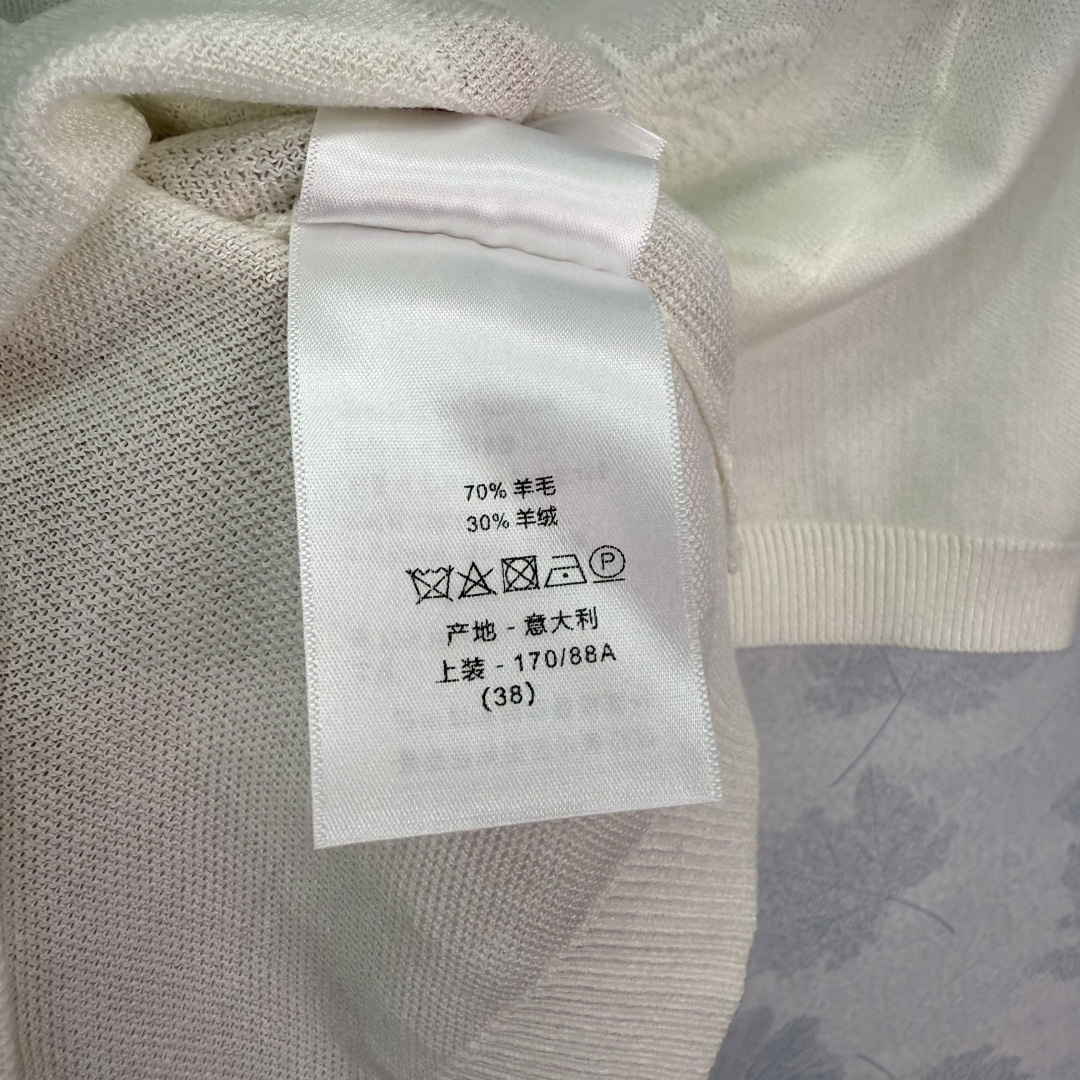 70% 羊毛
30% 羊绒
P
产地 - 意大利
上装 - 170/88A
(38)